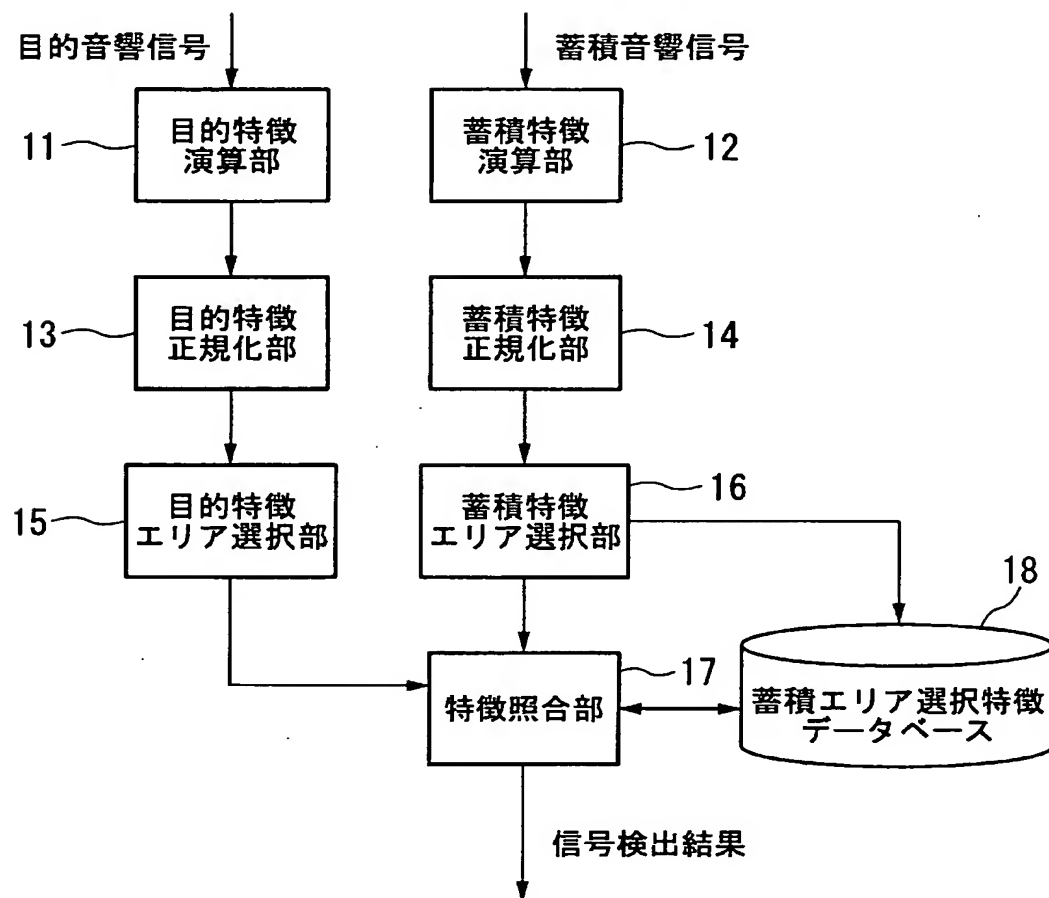 目的音響信号
蓄積音響信号
11
目的特徴
演算部
蓄積特徴
演算部
12
13
目的特徴
正規化部
蓄積特徴
正規化部
14
15
目的特徴
エリア選択部
蓄積特徴
エリア選択部
16
18
17
特徴照合部
蓄積エリア選択特徴
データベース
信号検出結果